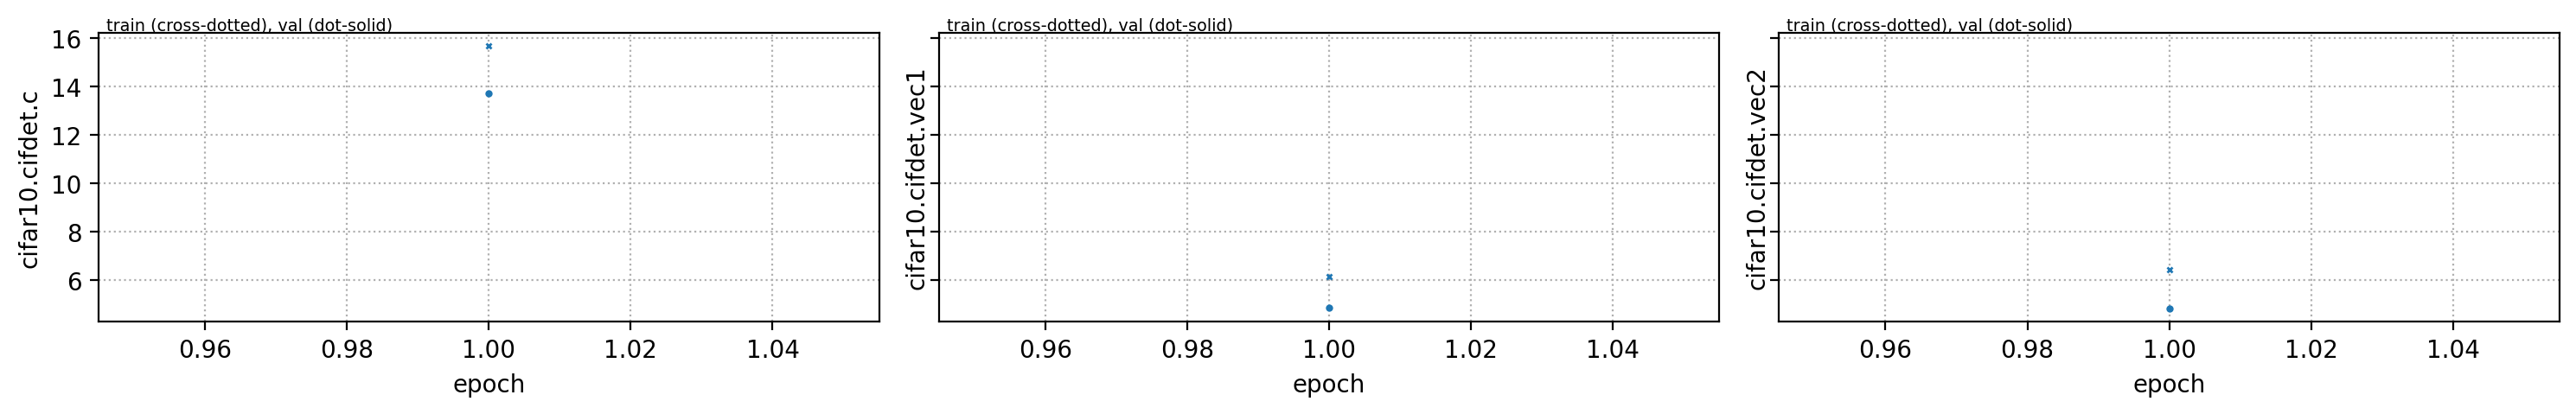 train (cross-dotted), val (dot-solid)
16
14
12
10
8
6
cifar10.cifdet.c
0.96 0.98 1.00 1.02 1.04
epoch
train (cross-dotted), val (dot-solid)
cifar10.cifdet.vec1
0.96 0.98 1.00 1.02 1.04
epoch
train (cross-dotted), val (dot-solid)
cifar10.cifdet.vec2
0.96 0.98 1.00 1.02 1.04
epoch